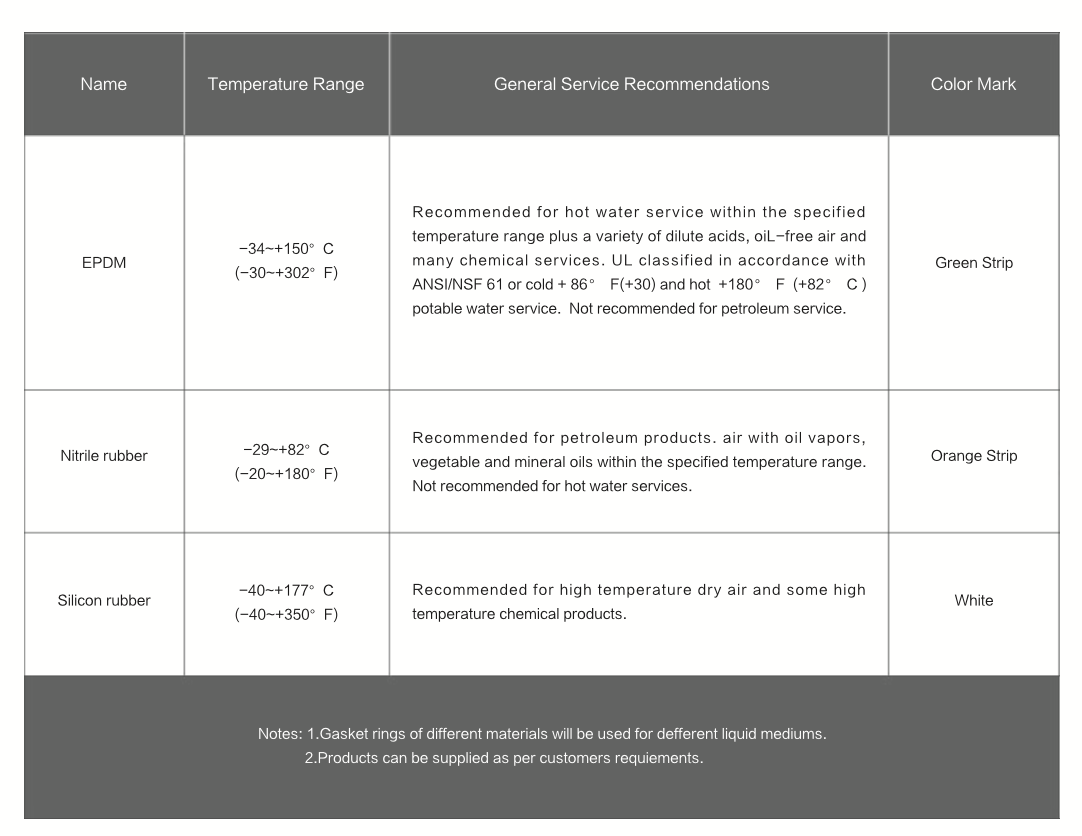 Name
Temperature Range
General Service Recommendations
Color Mark
EPDM
−34~+150° C
(−30~+302° F)
Recommended for hot water service within the specified
temperature range plus a variety of dilute acids, oiL−free air and
many chemical services. UL classified in accordance with
ANSI/NSF 61 or cold + 86° F(+30) and hot +180° F (+82° C )
potable water service. Not recommended for petroleum service.
Green Strip
Nitrile rubber
−29~+82° C
(−20~+180° F)
Recommended for petroleum products. air with oil vapors,
vegetable and mineral oils within the specified temperature range.
Not recommended for hot water services.
Orange Strip
Silicon rubber
−40~+177° C
(−40~+350° F)
Recommended for high temperature dry air and some high
temperature chemical products.
White
Notes: 1.Gasket rings of different materials will be used for defferent liquid mediums.
2.Products can be supplied as per customers requiements.